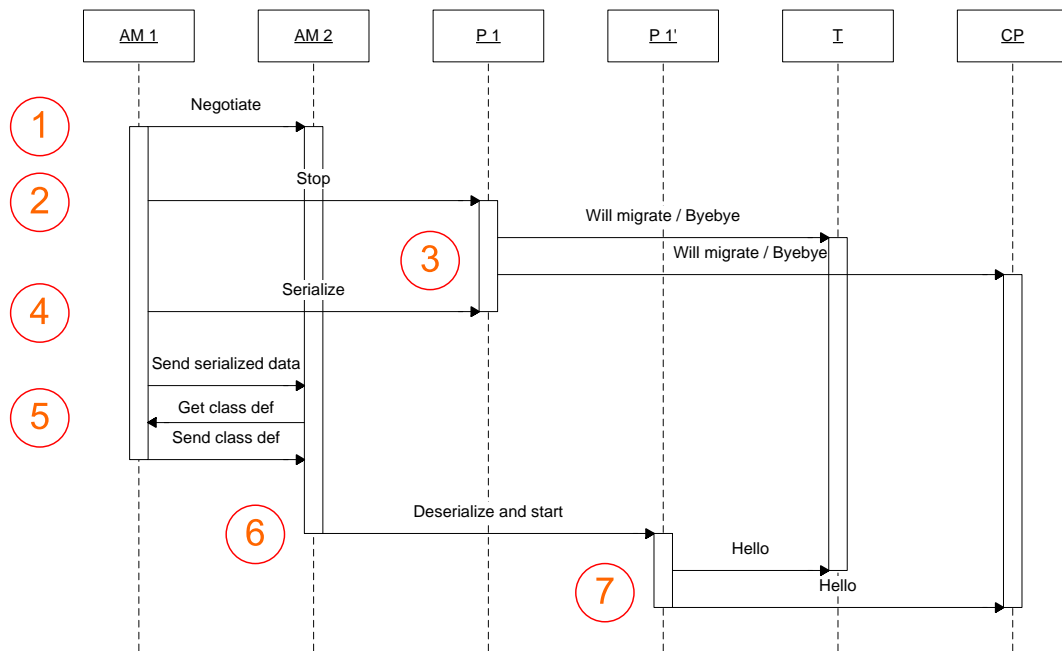 AM 1
AM 2
P 1
P 1'
T
CP
1
Negotiate
2
Stop
Will migrate / Byebye
3
Will migrate / Byebye
4
Serialize
Send serialized data
5
Get class def
Send class def
6
Deserialize and start
Hello
7
Hello